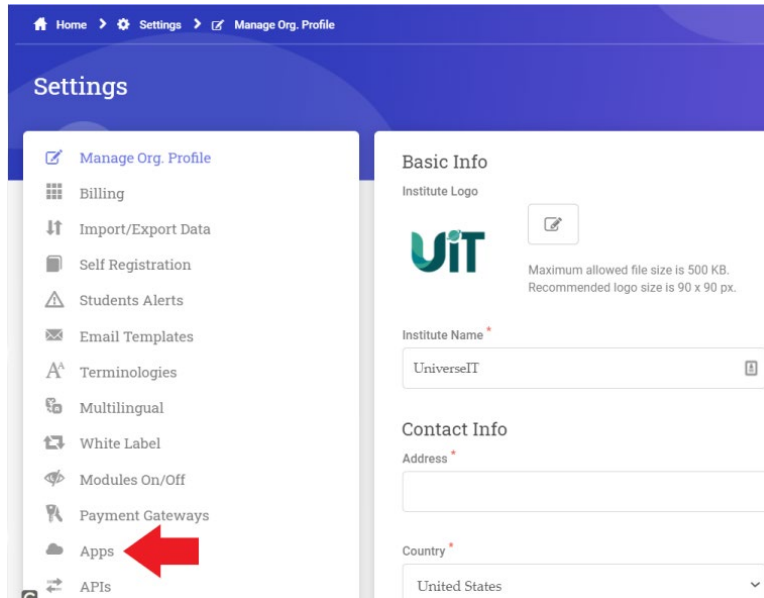 Home > Settings > Manage Org. Profile
Settings
Manage Org. Profile
Billing
Import/Export Data
Self Registration
Students Alerts
Email Templates
Terminologies
Multilingual
White Label
Modules On/Off
Payment Gateways
Apps
APIs
Basic Info
Institute Logo
UiT
Maximum allowed file size is 500 KB.
Recommended logo size is 90 x 90 px.
Institute Name *
UniverseIT
Contact Info
Address *
Country *
United States